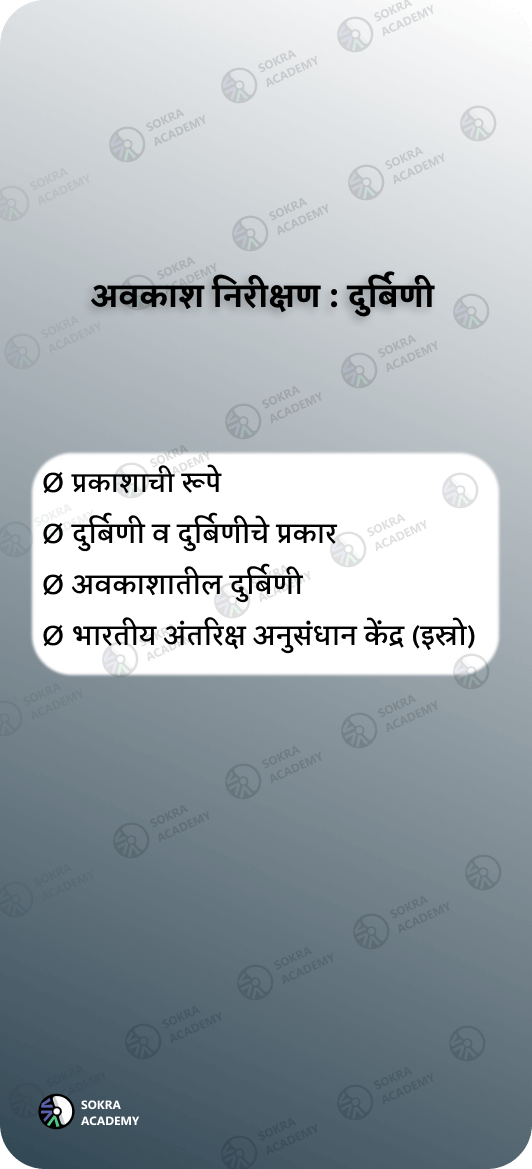 अवकाश निरीक्षण : दुर्बिणी
Ø प्रकाशाची रूपे
Ø दुर्बिणी व दुर्बिणीचे प्रकार
Ø अवकाशातील दुर्बिणी
Ø भारतीय अंतरिक्ष अनुसंधान केंद्र (इस्रो)
SOKRA
ACADEMY